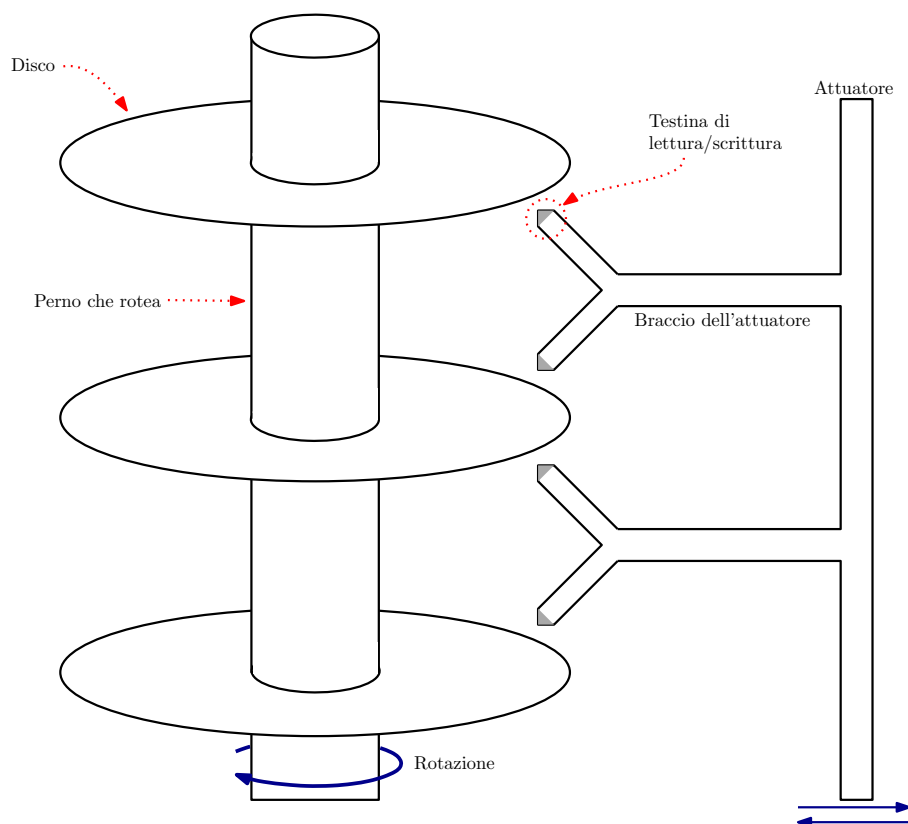 Disco
Attuatore
Testina di
lettura/scrittura
Perno che rotea
Braccio dell'attuatore
Rotazione